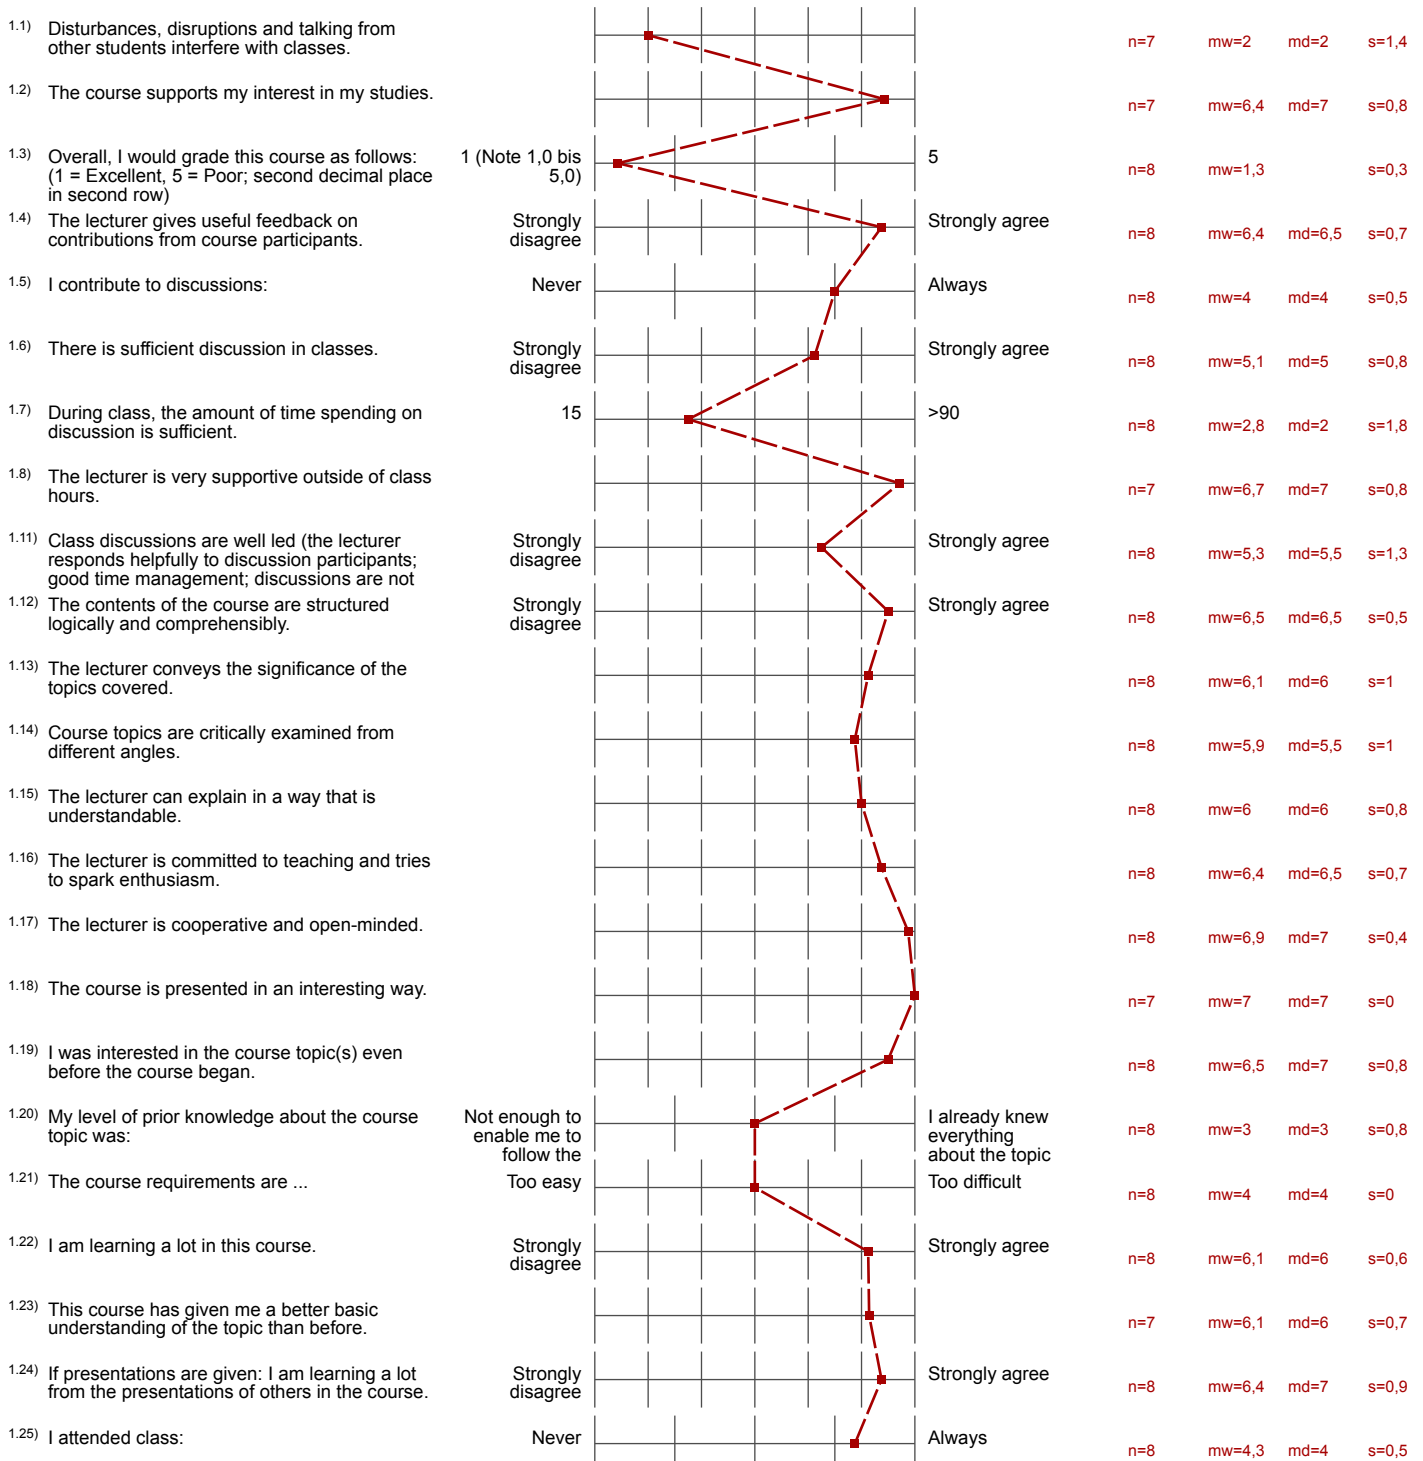 1.1) Disturbances, disruptions and talking from
other students interfere with classes.
n=7 mw=2 md=2 s=1,4
1.2) The course supports my interest in my studies.
n=7 mw=6,4 md=7 s=0,8
1.3) Overall, I would grade this course as follows:
(1 = Excellent, 5 = Poor; second decimal place
in second row)
1 (Note 1,0 bis
5,0)
5
n=8 mw=1,3 s=0,3
1.4) The lecturer gives useful feedback on
contributions from course participants.
Strongly
disagree
Strongly agree
n=8 mw=6,4 md=6,5 s=0,7
1.5) I contribute to discussions:
Never
Always
n=8 mw=4 md=4 s=0,5
1.6) There is sufficient discussion in classes.
Strongly
disagree
Strongly agree
n=8 mw=5,1 md=5 s=0,8
1.7) During class, the amount of time spending on
discussion is sufficient.
15
>90
n=8 mw=2,8 md=2 s=1,8
1.8) The lecturer is very supportive outside of class
hours.
n=7 mw=6,7 md=7 s=0,8
1.11) Class discussions are well led (the lecturer
responds helpfully to discussion participants;
good time management; discussions are not
Strongly
disagree
Strongly agree
n=8 mw=5,3 md=5,5 s=1,3
1.12) The contents of the course are structured
logically and comprehensibly.
Strongly
disagree
Strongly agree
n=8 mw=6,5 md=6,5 s=0,5
1.13) The lecturer conveys the significance of the
topics covered.
n=8 mw=6,1 md=6 s=1
1.14) Course topics are critically examined from
different angles.
n=8 mw=5,9 md=5,5 s=1
1.15) The lecturer can explain in a way that is
understandable.
n=8 mw=6 md=6 s=0,8
1.16) The lecturer is committed to teaching and tries
to spark enthusiasm.
n=8 mw=6,4 md=6,5 s=0,7
1.17) The lecturer is cooperative and open-minded.
n=8 mw=6,9 md=7 s=0,4
1.18) The course is presented in an interesting way.
n=7 mw=7 md=7 s=0
1.19) I was interested in the course topic(s) even
before the course began.
n=8 mw=6,5 md=7 s=0,8
1.20) My level of prior knowledge about the course
topic was:
Not enough to
enable me to
follow the
I already knew
everything
about the topic
n=8 mw=3 md=3 s=0,8
1.21) The course requirements are ...
Too easy
Too difficult
n=8 mw=4 md=4 s=0
1.22) I am learning a lot in this course.
Strongly
disagree
Strongly agree
n=8 mw=6,1 md=6 s=0,6
1.23) This course has given me a better basic
understanding of the topic than before.
n=7 mw=6,1 md=6 s=0,7
1.24) If presentations are given: I am learning a lot
from the presentations of others in the course.
Strongly
disagree
Strongly agree
n=8 mw=6,4 md=7 s=0,9
1.25) I attended class:
Never
Always
n=8 mw=4,3 md=4 s=0,5